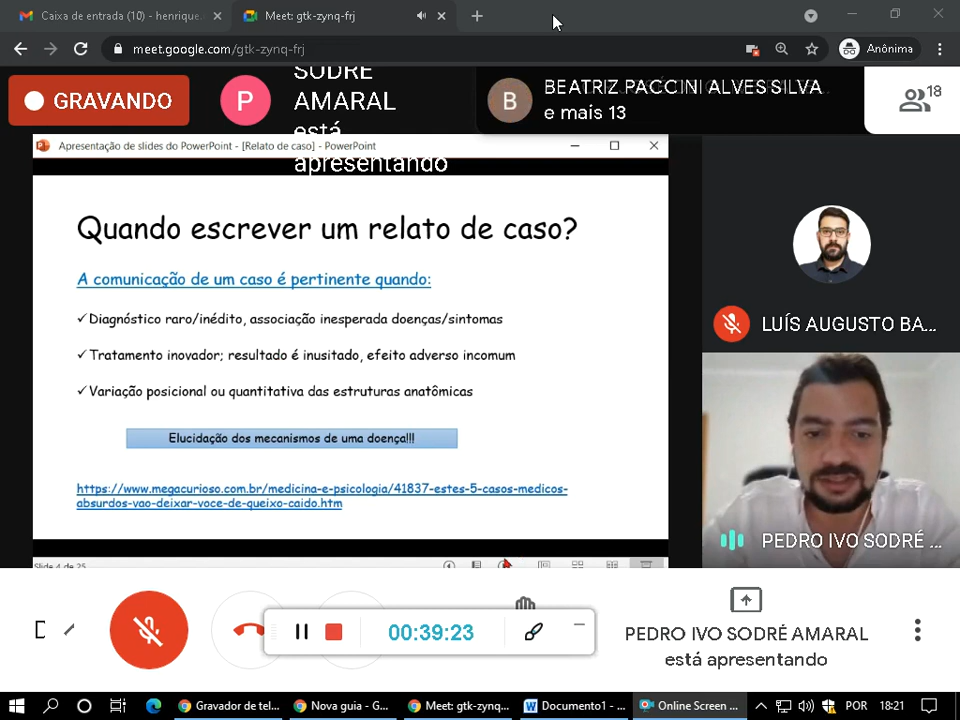 Caixa de entrada (10) - henrique.
Meet: gtk-zynq-frj
meet.google.com/gtk-zynq-frj
Anônima
GRAVANDO
P
SODRÉ
AMARAL
está
apresentando
B
BEATRIZ PACCINI ALVES SILVA
e mais 13
18
Apresentação de slides do PowerPoint - [Relato de caso] - PowerPoint
Quando escrever um relato de caso?
A comunicação de um caso é pertinente quando:
✓Diagnóstico raro/inédito, associação inesperada doenças/sintomas
✓Tratamento inovador; resultado é inusitado, efeito adverso incomum
✓Variação posicional ou quantitativa das estruturas anatômicas
Elucidação dos mecanismos de uma doença!!!
https://www.megacurioso.com.br/medicina-e-psicologia/41837-estes-5-casos-medicos-
absurdos-vao-deixar-voce-de-queixo-caido.htm
LUÍS AUGUSTO BA...
PEDRO IVO SODRÉ ...
Slide 4 de 25
00:39:23
PEDRO IVO SODRÉ AMARAL
está apresentando
Gravador de tel...
Nova guia - G...
Meet: gtk-zynq...
Documento1 - ...
Online Screen ...
POR
18:21